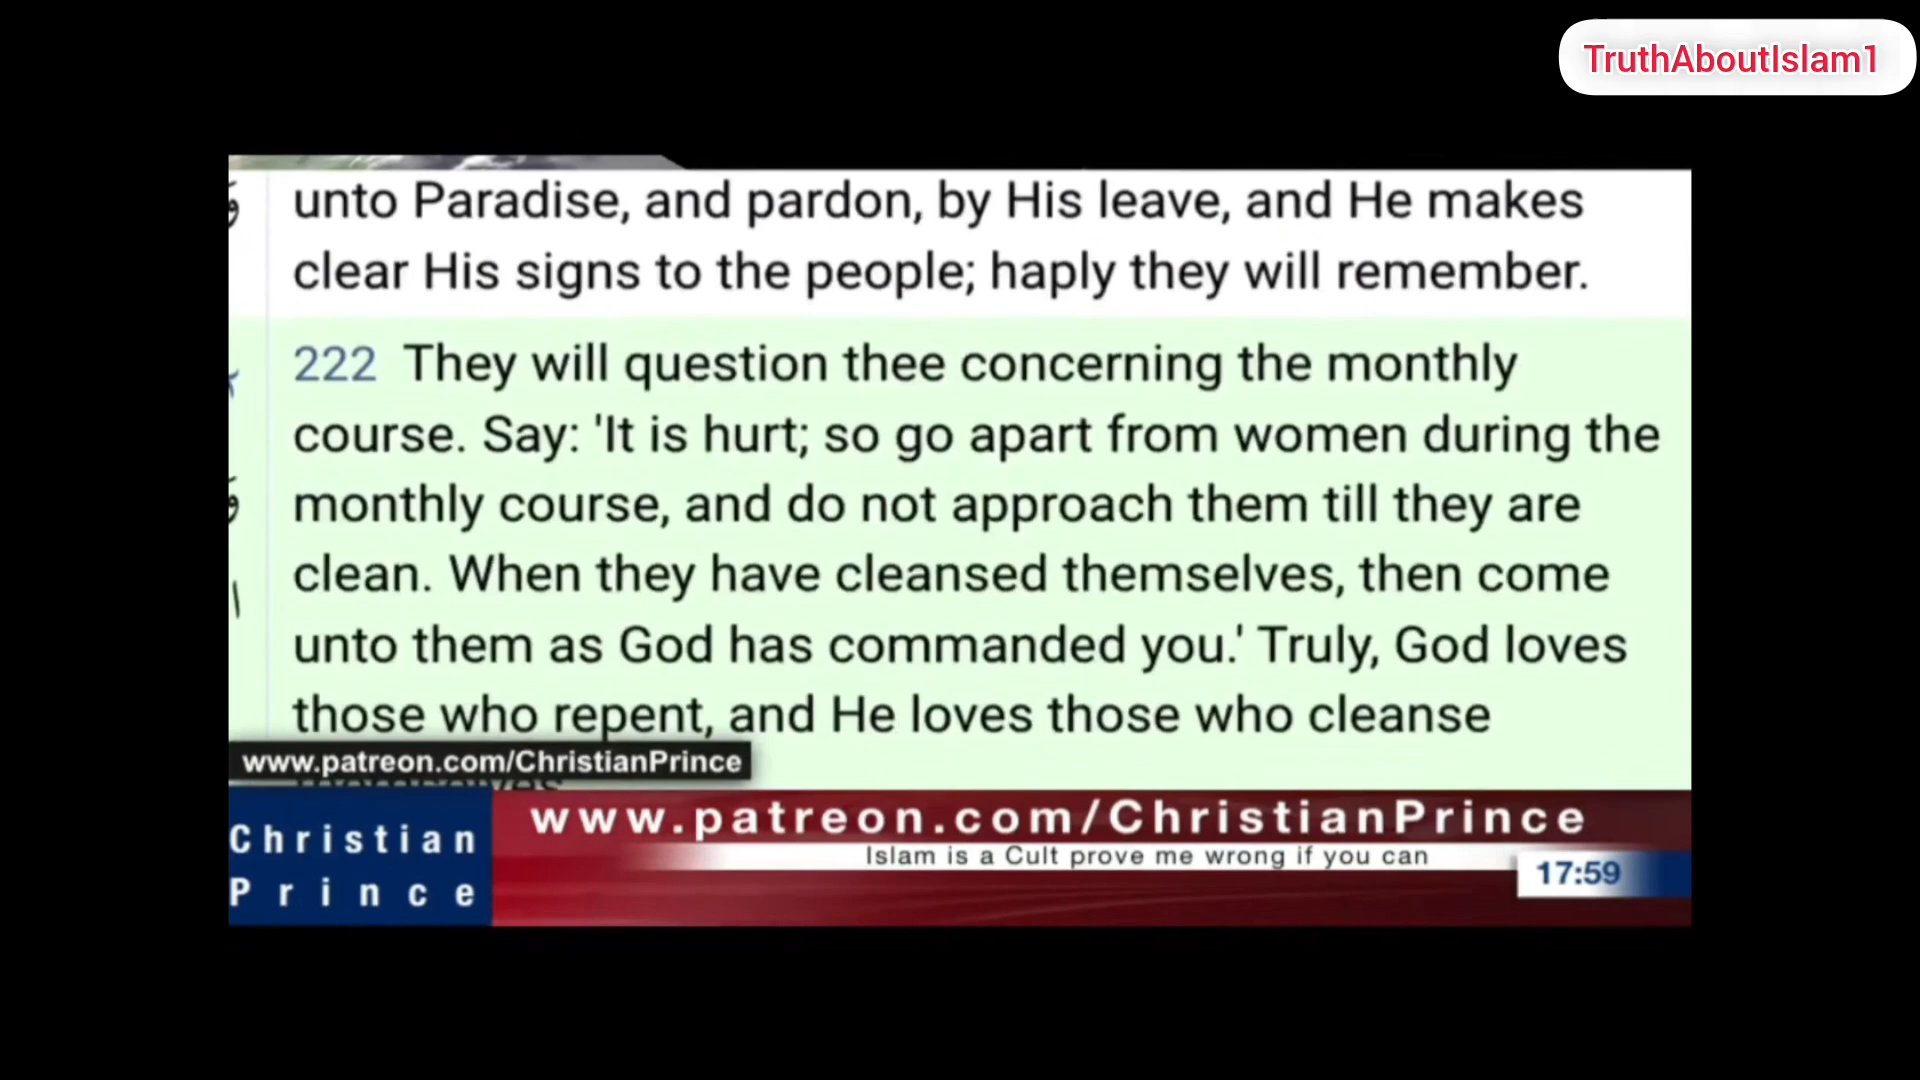 TruthAboutIslam1
unto Paradise, and pardon, by His leave, and He makes
clear His signs to the people; haply they will remember.
222 They will question thee concerning the monthly
course. Say: 'It is hurt; so go apart from women during the
monthly course, and do not approach them till they are
clean. When they have cleansed themselves, then come
unto them as God has commanded you.' Truly, God loves
those who repent, and He loves those who cleanse
www.patreon.com/ChristianPrince
www.patreon.com/ChristianPrince
Christian
Prince
Islam is a Cult prove me wrong if you can
17:59